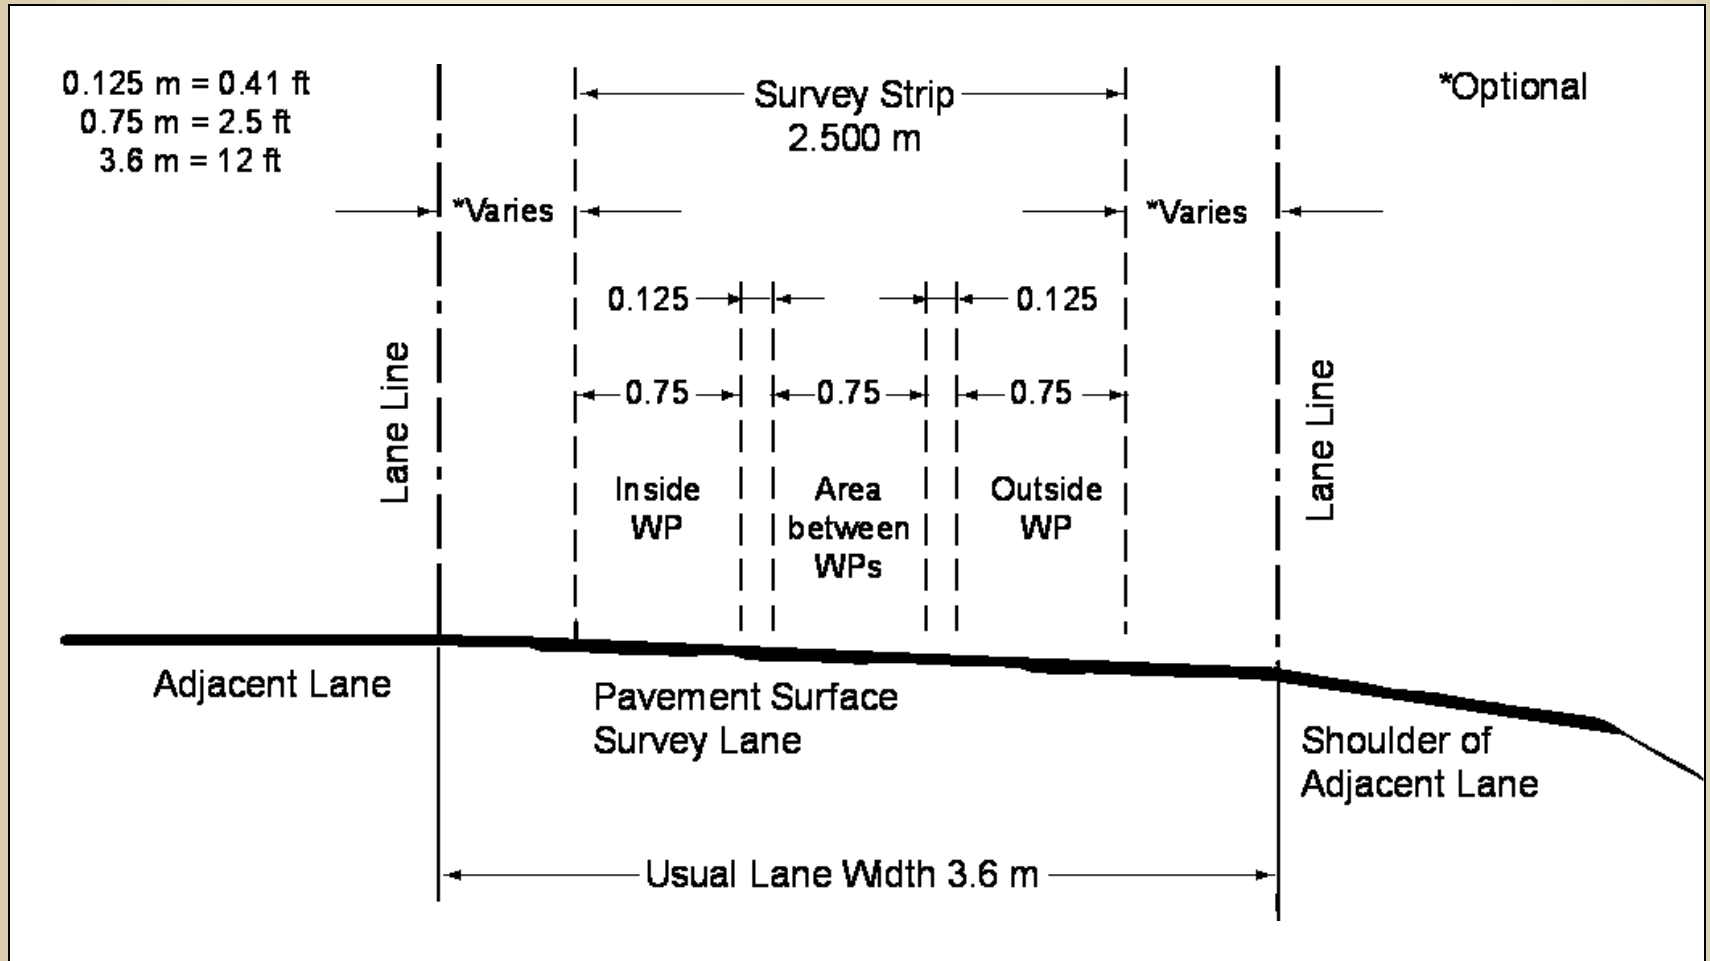 0.125 m = 0.41 ft
0.75 m = 2.5 ft
3.6 m = 12 ft
Survey Strip
2.500 m
*Optional
*Varies
*Varies
0.125
0.125
0.75
0.75
0.75
Lane Line
Lane Line
Inside
WP
Area
between
WPs
Outside
WP
Adjacent Lane
Pavement Surface
Survey Lane
Shoulder of
Adjacent Lane
Usual Lane Width 3.6 m